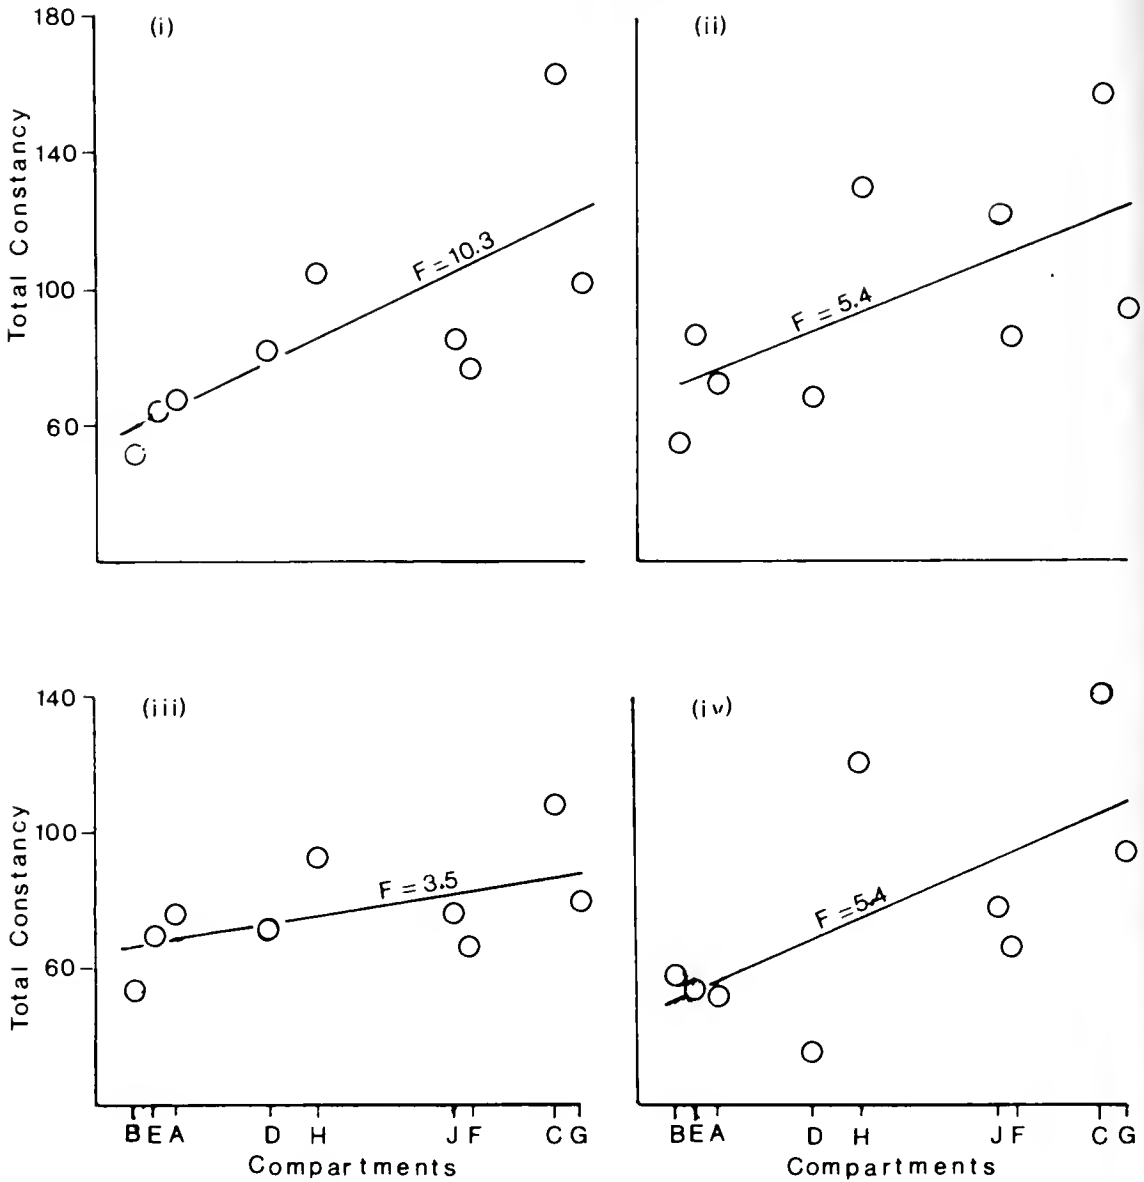 180
(i)
(ii)
140
100
60
Total Constancy
F = 10.3
F = 5.4
140
(iii)
(iv)
100
60
Total Constancy
F = 3.5
F = 5.4
B E A D H J F C G
B E A D H J F C G
Compartments
Compartments